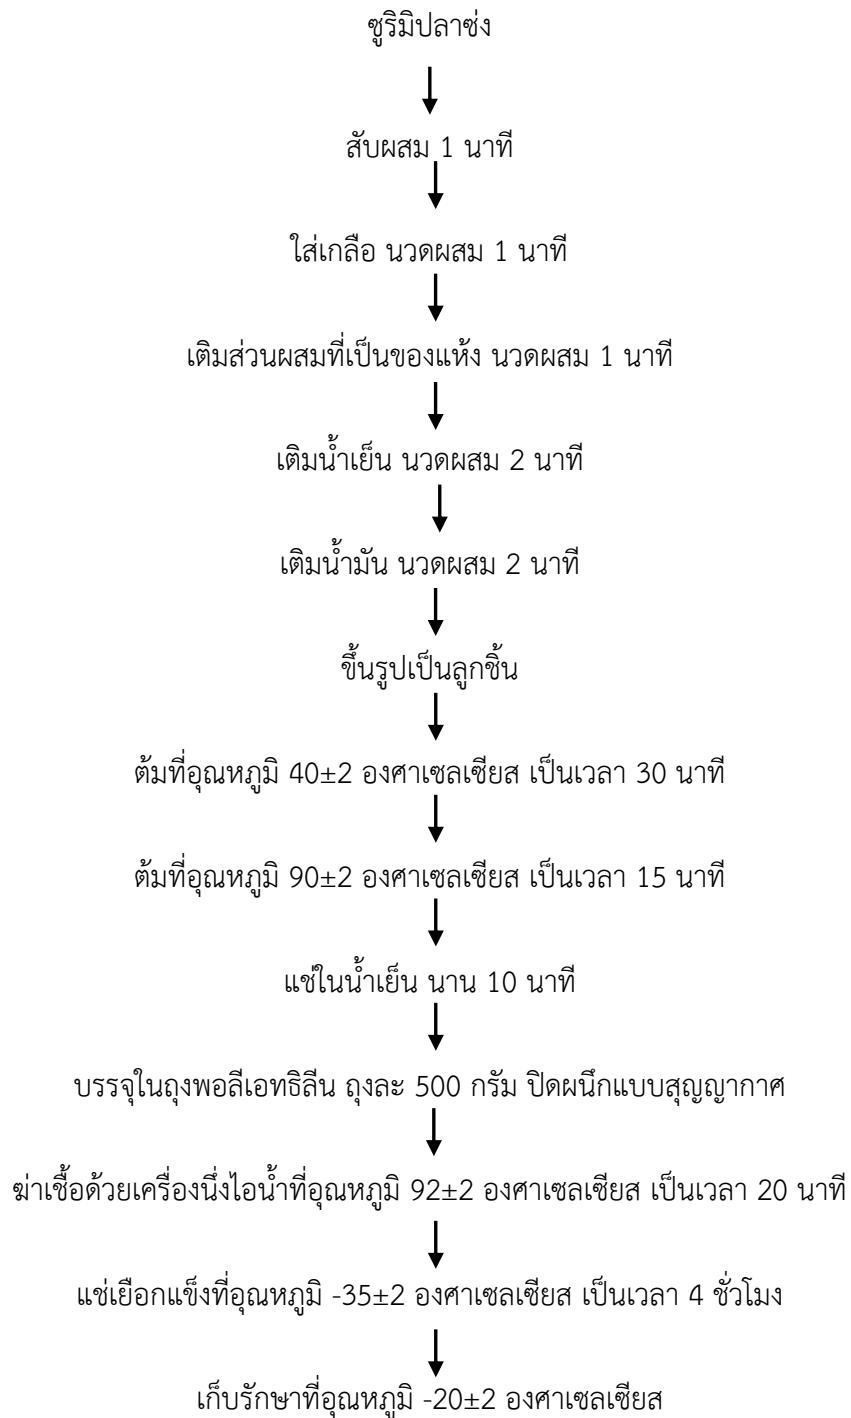 ซูริมิปลาซ่ง
สับผสม 1 นาที
ใส่เกลือ นวดผสม 1 นาที
เติมส่วนผสมที่เป็นของแห้ง นวดผสม 1 นาที
เติมน้ำเย็น นวดผสม 2 นาที
เติมน้ำมัน นวดผสม 2 นาที
ขึ้นรูปเป็นลูกชิ้น
ต้มที่อุณหภูมิ 40±2 องศาเซลเซียส เป็นเวลา 30 นาที
ต้มที่อุณหภูมิ 90±2 องศาเซลเซียส เป็นเวลา 15 นาที
แช่ในน้ำเย็น นาน 10 นาที
บรรจุในถุงพอลีเอทธิลีน ถุงละ 500 กรัม ปิดผนึกแบบสุญญากาศ
ฆ่าเชื้อด้วยเครื่องนึ่งไอน้ำที่อุณหภูมิ 92±2 องศาเซลเซียส เป็นเวลา 20 นาที
แช่เยือกแข็งที่อุณหภูมิ -35±2 องศาเซลเซียส เป็นเวลา 4 ชั่วโมง
เก็บรักษาที่อุณหภูมิ -20±2 องศาเซลเซียส